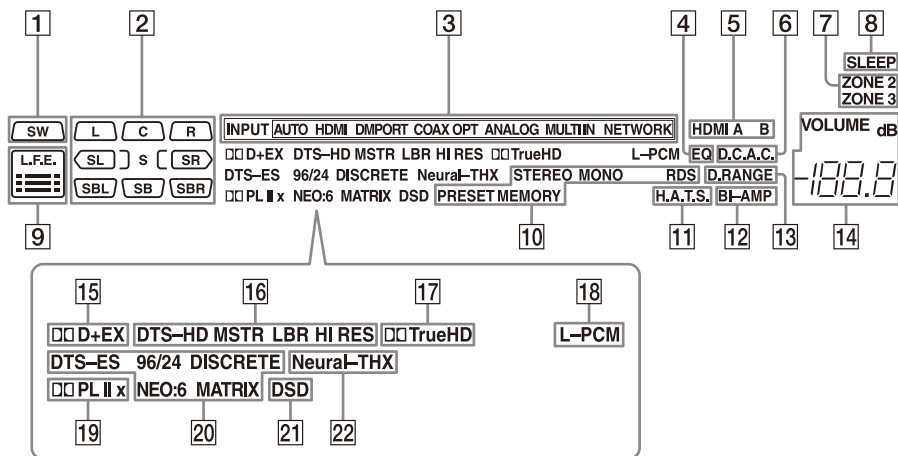 1 2 3 4 5 6 7 8
SLEEP
ZONE 2
ZONE 3
SW L C R INPUT AUTO HDMI DMPORT COAX OPT ANALOG MULTI IN NETWORK HDMI A B VOLUME dB
L.F.E. SL S SR D+EX DTS–HD MSTR LBR HI RES TrueHD L–PCM EQ D.C.A.C.
DTS–ES 96/24 DISCRETE Neural–THX STEREO MONO RDS D.RANGE -188.8
SBL SB SBR PL II x NEO:6 MATRIX DSD PRESET MEMORY H.A.T.S. BI–AMP
9 10 11 12 13 14
15 16 17 18
D+EX DTS–HD MSTR LBR HI RES TrueHD L–PCM
DTS–ES 96/24 DISCRETE Neural–THX
PL II x NEO:6 MATRIX DSD
19 20 21 22